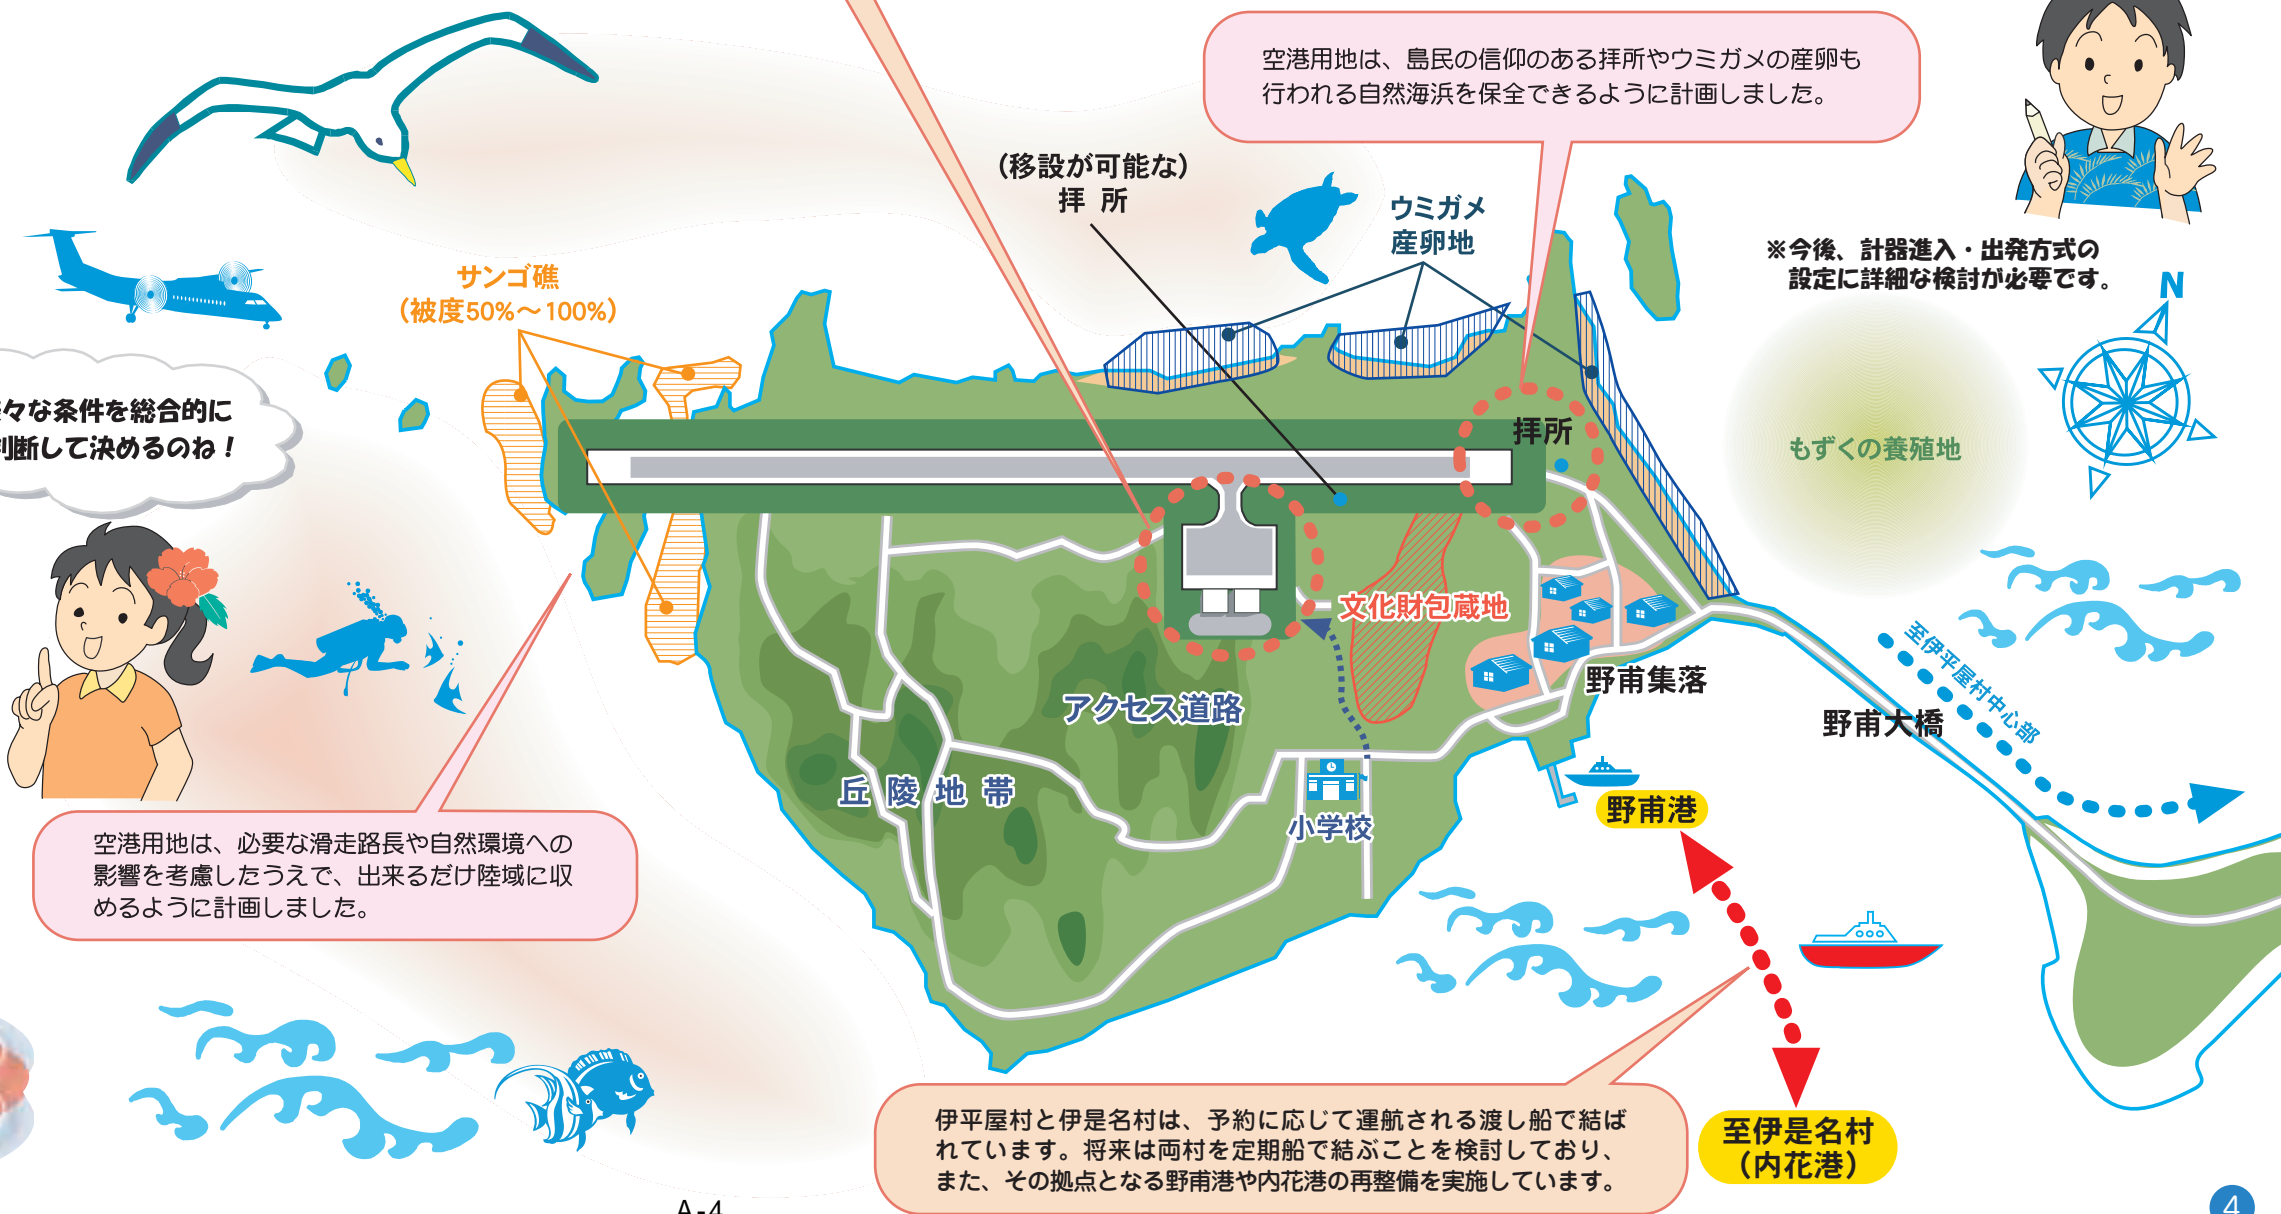 空港用地は、島民の信仰のある拝所やウミガメの産卵も
行われる自然海浜を保全できるように計画しました。
(移設が可能な)
拝 所
ウミガメ
産卵地
※今後、計器進入・出発方式の
設定に詳細な検討が必要です。
N
サンゴ礁
(被度50%～100%)
々な条件を総合的に
判断して決めるのね！
拝所
もずくの養殖地
文化財包蔵地
野甫集落
至伊平屋村中心部
野甫大橋
アクセス道路
丘 陵 地 帯
小学校
野甫港
空港用地は、必要な滑走路長や自然環境への
影響を考慮したうえで、出来るだけ陸域に収
めるように計画しました。
伊平屋村と伊是名村は、予約に応じて運航される渡し船で結ば
れています。将来は両村を定期船で結ぶことを検討しており、
また、その拠点となる野甫港や内花港の再整備を実施しています。
至伊是名村
（内花港）
A-4
4